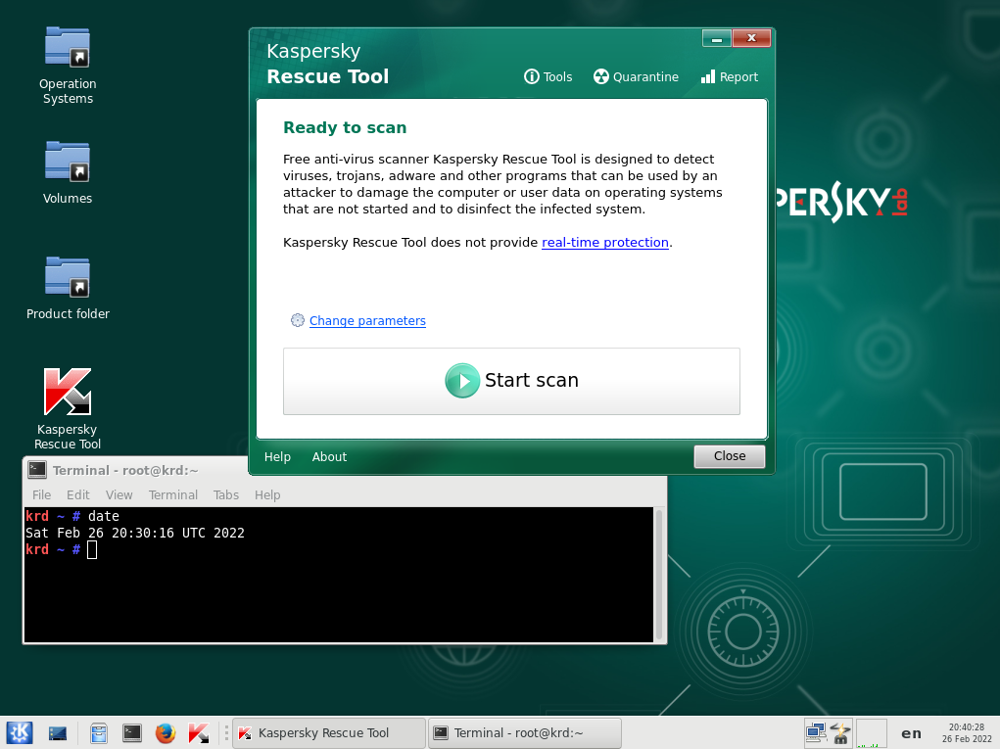 Operation
Systems
Volumes
Product folder
Kaspersky
Rescue Tool
Kaspersky
Rescue Tool
Tools
Quarantine
Report
Ready to scan
Free anti-virus scanner Kaspersky Rescue Tool is designed to detect
viruses, trojans, adware and other programs that can be used by an
attacker to damage the computer or user data on operating systems
that are not started and to disinfect the infected system.
Kaspersky Rescue Tool does not provide real-time protection.
Change parameters
Start scan
Help
About
Close
PERSKY lab
Terminal - root@krd:~
File Edit View Terminal Tabs Help
krd ~ # date
Sat Feb 26 20:30:16 UTC 2022
krd ~ #
Kaspersky Rescue Tool
Terminal - root@krd:~
en
20:40:28
26 Feb 2022